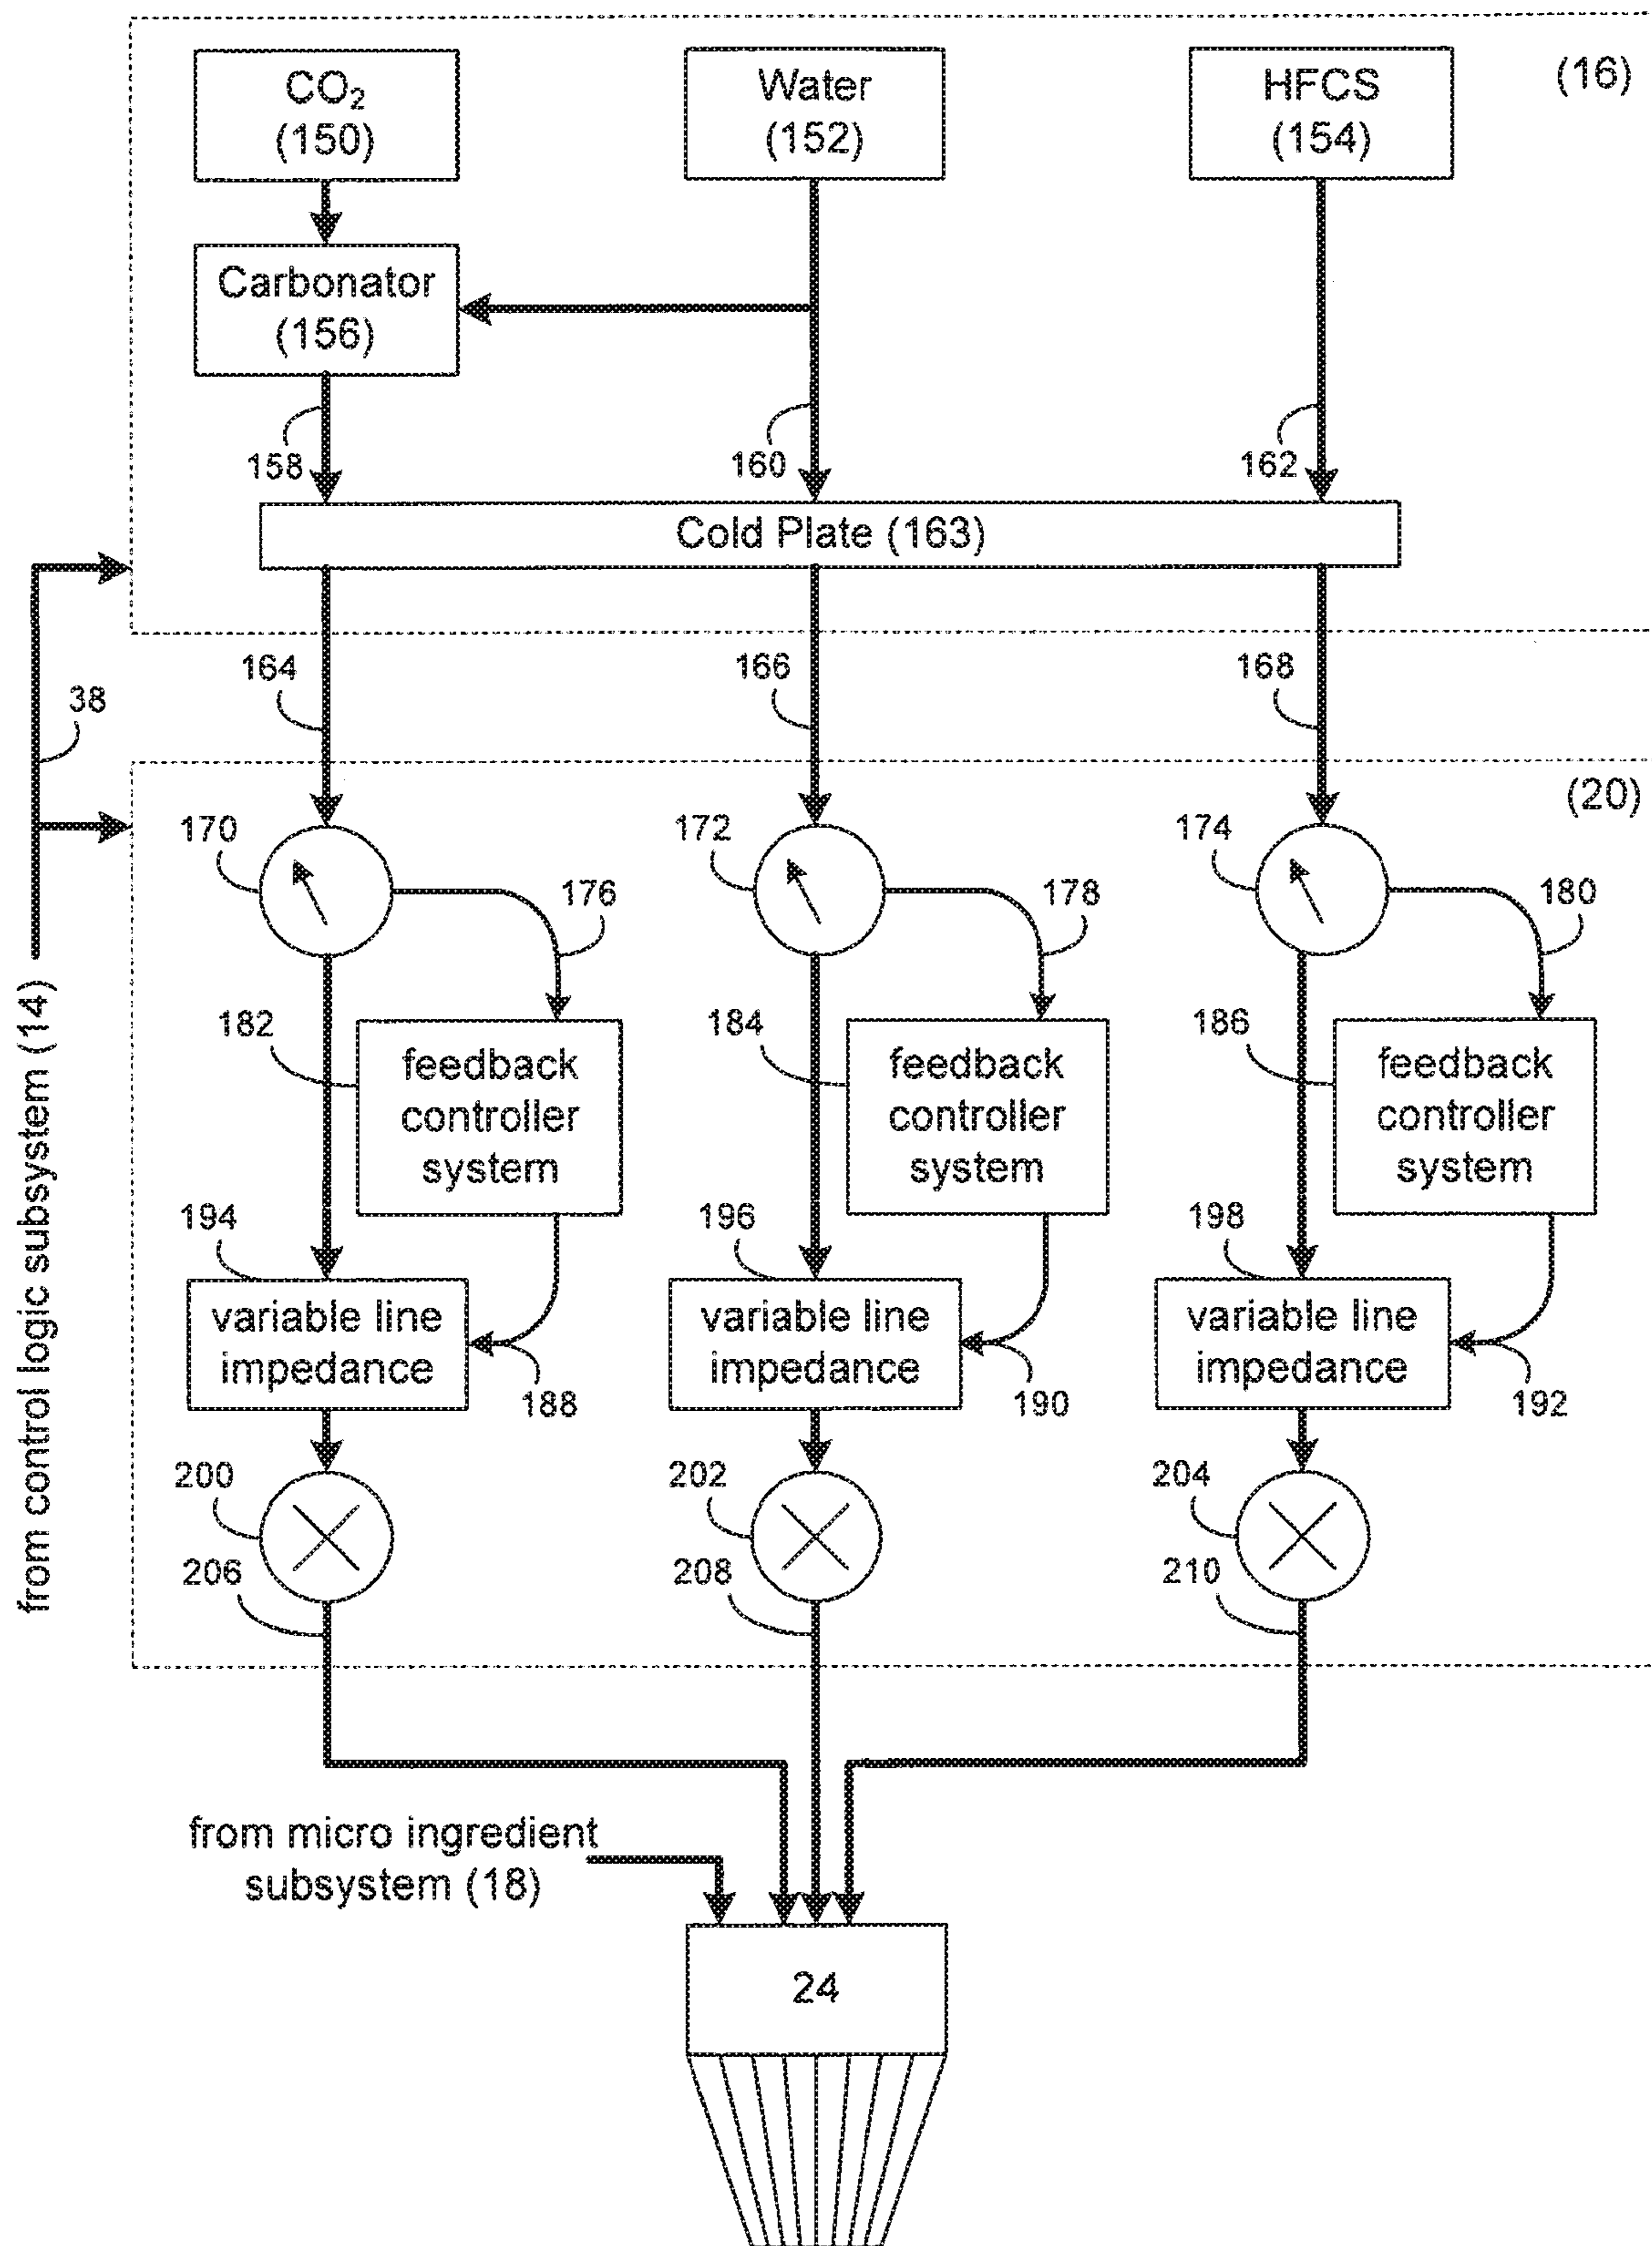 CO₂
(150)
Water
(152)
HFCS
(154)
(16)
Carbonator
(156)
158
160
162
Cold Plate (163)
164
166
168
38
(20)
170
172
174
176
178
180
182
184
186
feedback
controller
system
feedback
controller
system
feedback
controller
system
from control logic subsystem (14)
194
196
198
variable line
impedance
variable line
impedance
variable line
impedance
188
190
192
200
202
204
206
208
210
from micro ingredient
subsystem (18)
24